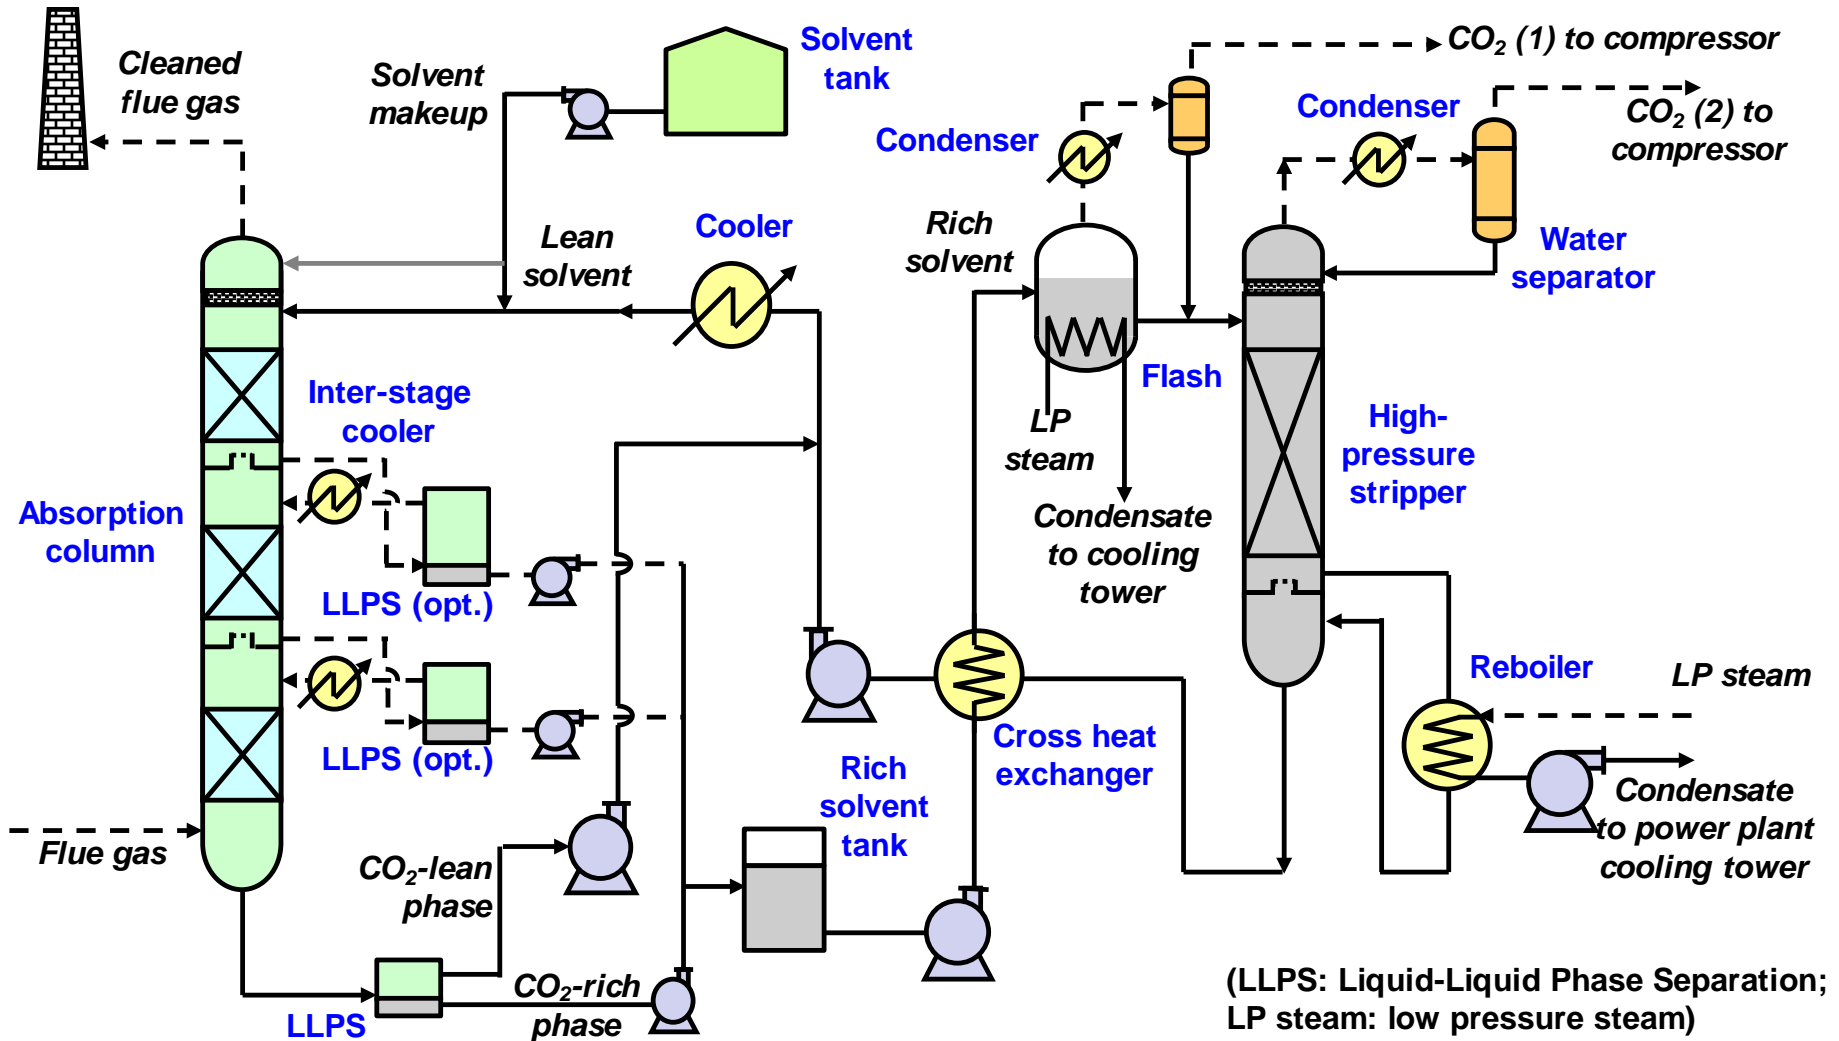 Cleaned
flue gas
Solvent
makeup
Solvent
tank
CO₂ (1) to compressor
Condenser
Condenser
CO₂ (2) to
compressor
Lean
solvent
Cooler
Rich
solvent
Water
separator
Flash
Inter-stage
cooler
LP
steam
High-
pressure
stripper
Absorption
column
Condensate
to cooling
tower
LLPS (opt.)
LLPS (opt.)
Reboiler
LP steam
Cross heat
exchanger
Rich
solvent
tank
Condensate
to power plant
cooling tower
Flue gas
CO₂-lean
phase
CO₂-rich
phase
LLPS
(LLPS: Liquid-Liquid Phase Separation;
LP steam: low pressure steam)